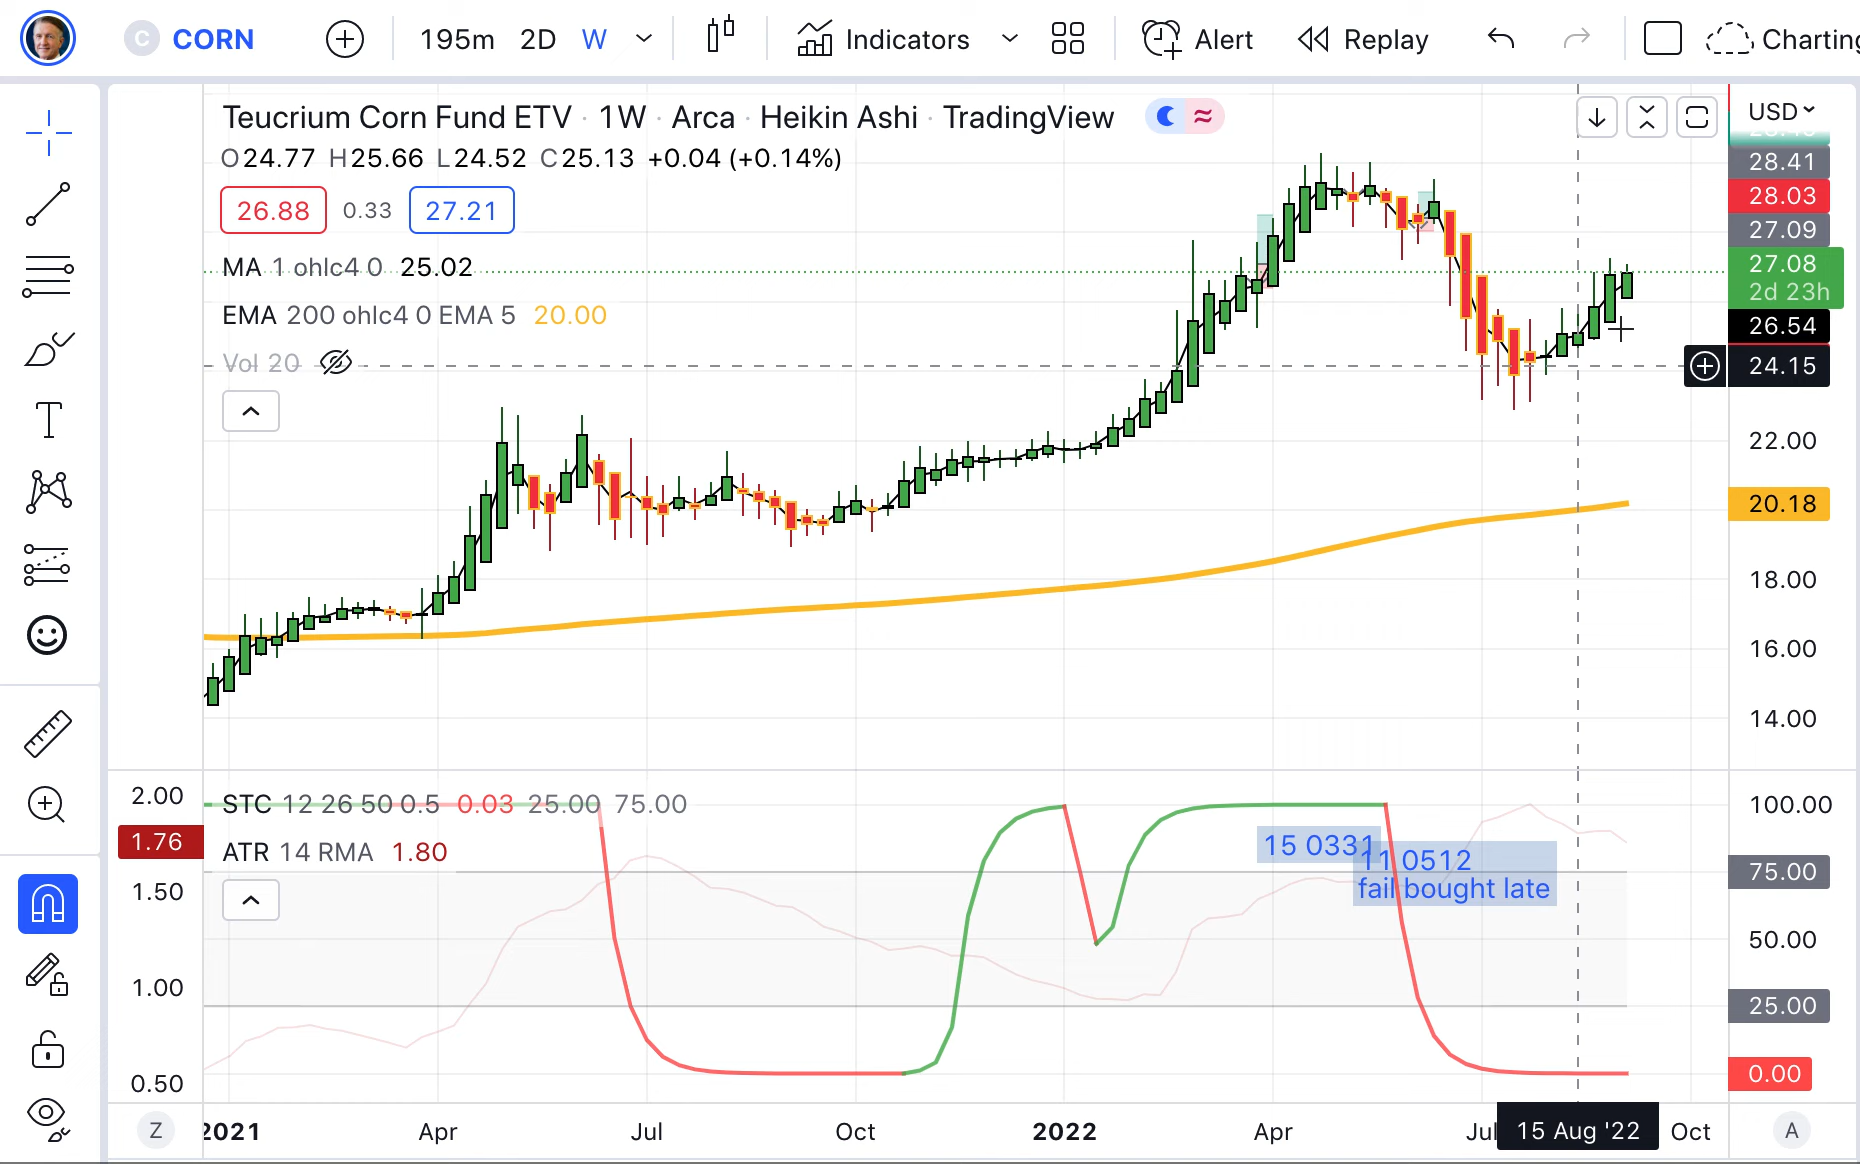 C CORN 195m 2D W Indicators Alert Replay Charting
Teucrium Corn Fund ETV · 1W · Arca · Heikin Ashi · TradingView
USD
O24.77 H25.66 L24.52 C25.13 +0.04 (+0.14%)
28.41
28.03
26.88 0.33 27.21
27.09
MA 1 ohlc4 0 25.02
27.08
2d 23h
EMA 200 ohlc4 0 EMA 5 20.00
26.54
Vol 20
24.15
22.00
20.18
18.00
16.00
14.00
2.00
STC 12 26 50 0.5 0.03 25.00 75.00
100.00
1.76
ATR 14 RMA 1.80
15 0331
11 0512
fail bought late
75.00
1.50
50.00
1.00
25.00
0.50
0.00
Z 2021 Apr Jul Oct 2022 Apr Jul 15 Aug '22 Oct A